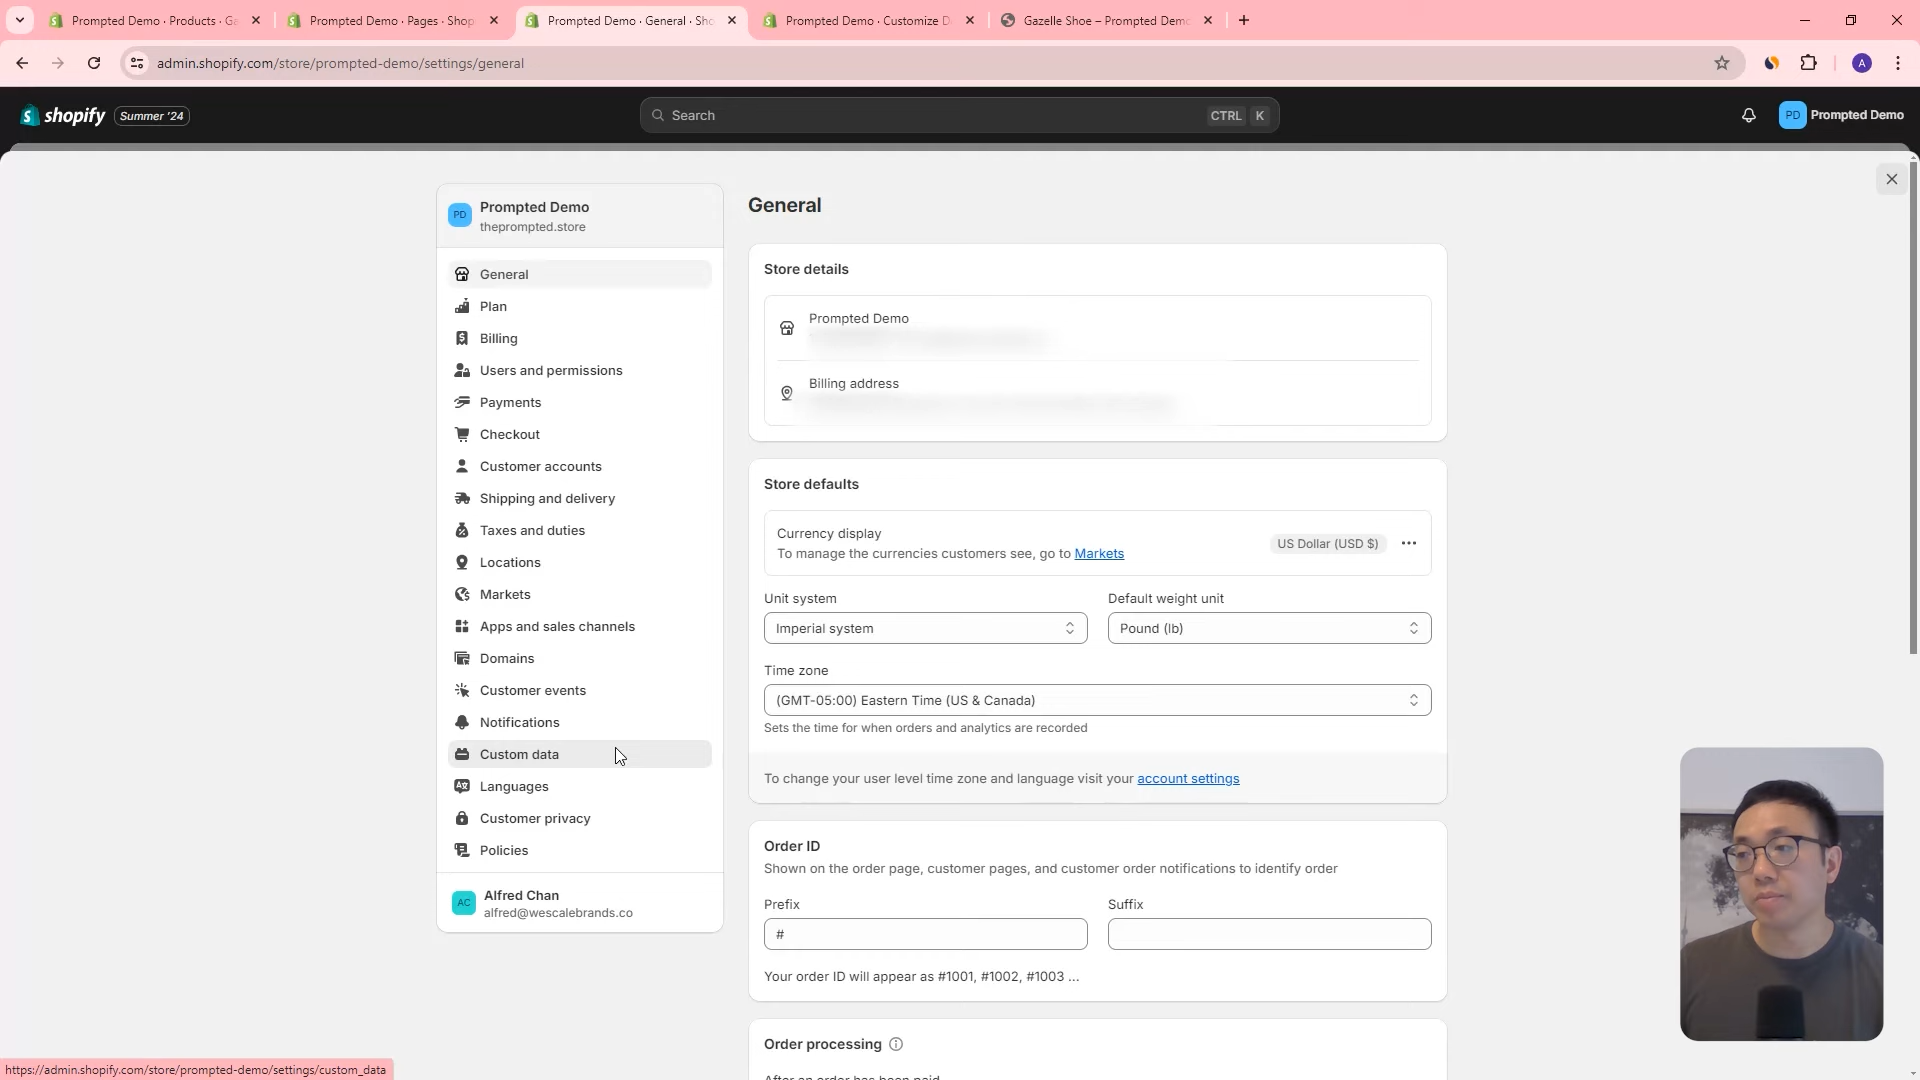 Prompted Demo · Products · Ga
Prompted Demo · Pages · Shop
Prompted Demo · General · Sho
Prompted Demo · Customize D
Gazelle Shoe – Prompted Demo
admin.shopify.com/store/prompted-demo/settings/general
A
shopify
Summer '24
Search
CTRL K
PD
Prompted Demo
PD
Prompted Demo
theprompted.store
General
Plan
Billing
Users and permissions
Payments
Checkout
Customer accounts
Shipping and delivery
Taxes and duties
Locations
Markets
Apps and sales channels
Domains
Customer events
Notifications
Custom data
Languages
Customer privacy
Policies
AC
Alfred Chan
alfred@wescalebrands.co
General
Store details
Prompted Demo
Billing address
Store defaults
Currency display
To manage the currencies customers see, go to Markets
US Dollar (USD $)
Unit system
Default weight unit
Imperial system
Pound (lb)
Time zone
(GMT-05:00) Eastern Time (US & Canada)
Sets the time for when orders and analytics are recorded
To change your user level time zone and language visit your account settings
Order ID
Shown on the order page, customer pages, and customer order notifications to identify order
Prefix
Suffix
#
Your order ID will appear as #1001, #1002, #1003 ...
Order processing
After an order has been paid
https://admin.shopify.com/store/prompted-demo/settings/custom_data